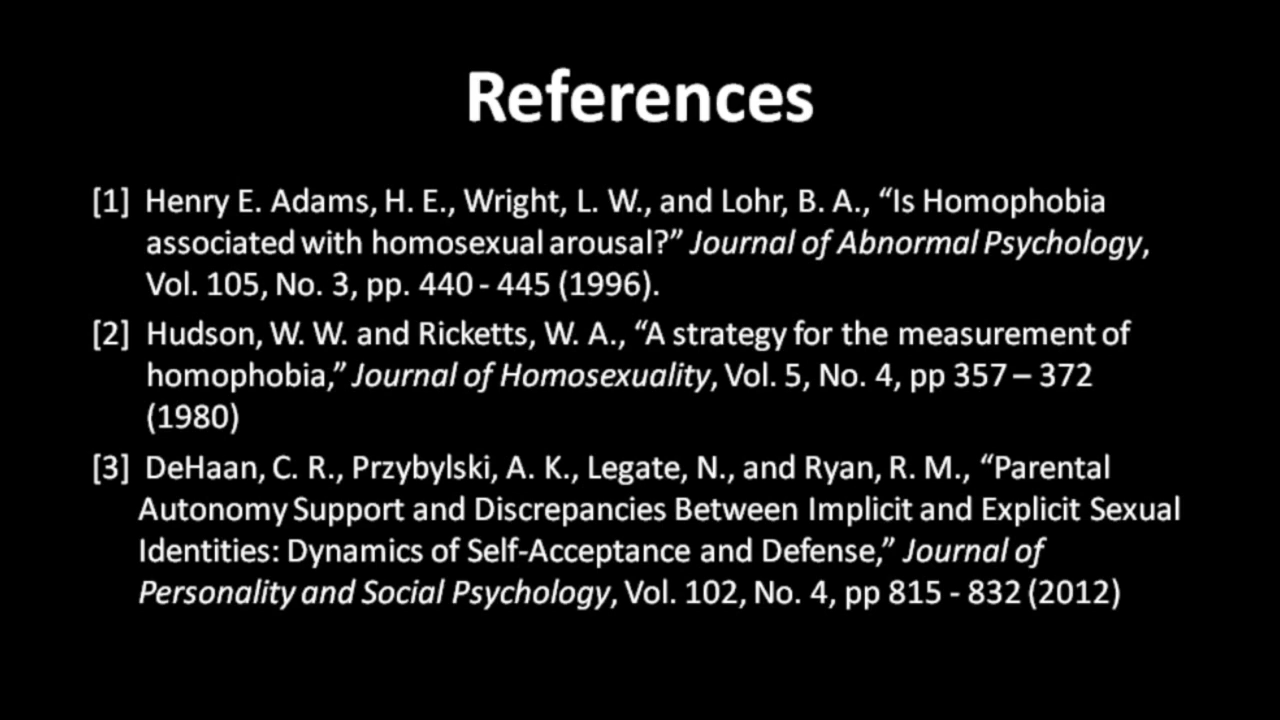 References
[1] Henry E. Adams, H. E., Wright, L. W., and Lohr, B. A., “Is Homophobia
associated with homosexual arousal?” Journal of Abnormal Psychology,
Vol. 105, No. 3, pp. 440 - 445 (1996).
[2] Hudson, W. W. and Ricketts, W. A., “A strategy for the measurement of
homophobia,” Journal of Homosexuality, Vol. 5, No. 4, pp 357 – 372
(1980)
[3] DeHaan, C. R., Przybylski, A. K., Legate, N., and Ryan, R. M., “Parental
Autonomy Support and Discrepancies Between Implicit and Explicit Sexual
Identities: Dynamics of Self-Acceptance and Defense,” Journal of
Personality and Social Psychology, Vol. 102, No. 4, pp 815 - 832 (2012)